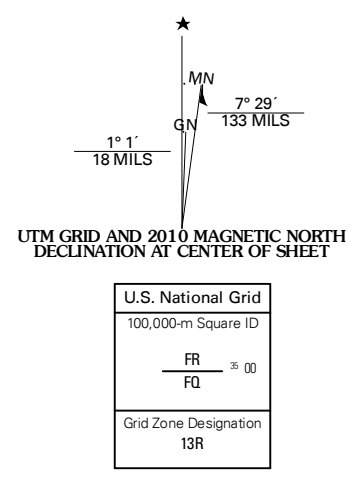 MN
7° 29´
GN
133 MILS
1° 1´
18 MILS
UTM GRID AND 2010 MAGNETIC NORTH
DECLINATION AT CENTER OF SHEET
U.S. National Grid
100,000-m Square ID
FR
35 00
FQ
Grid Zone Designation
13R